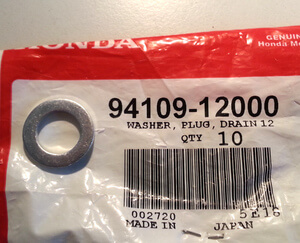 HONDA
GENUINE
Honda Mo
94109-12000
WASHER, PLUG, DRAIN 12
QTY 10
002720 5E16
MADE IN JAPAN